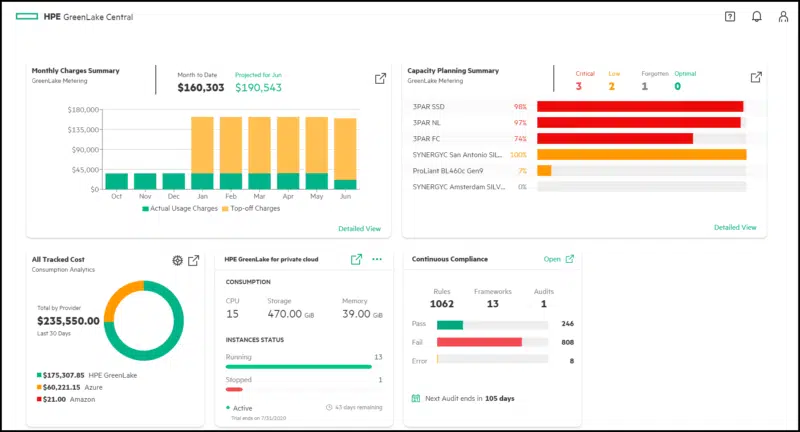 HPE GreenLake Central
Monthly Charges Summary
GreenLake Metering
Month to Date
$160,303
Projected for Jun
$190,543
$180,000
$135,000
$90,000
$45,000
$0
Oct Nov Dec Jan Feb Mar Apr May Jun
Actual Usage Charges Top-off Charges
Detailed View
Capacity Planning Summary
GreenLake Metering
Critical Low Forgotten Optimal
3 2 1 0
3PAR SSD 98%
3PAR NL 97%
3PAR FC 74%
SYNERGYC San Antonio SIL... 100%
ProLiant BL460c Gen9 7%
SYNERGYC Amsterdam SILV... 0%
Detailed View
All Tracked Cost
Consumption Analytics
Total by Provider
$235,550.00
Last 30 Days
$175,307.85 HPE GreenLake
$60,221.15 Azure
$21.00 Amazon
HPE GreenLake for private cloud
CONSUMPTION
CPU Storage Memory
15 470.00 GiB 39.00 GiB
INSTANCES STATUS
Running 13
Stopped 1
Active 43 days remaining
Trial ends on 7/31/2020
Continuous Compliance Open
Rules Frameworks Audits
1062 13 1
Pass 246
Fail 808
Error 8
Next Audit ends in 105 days